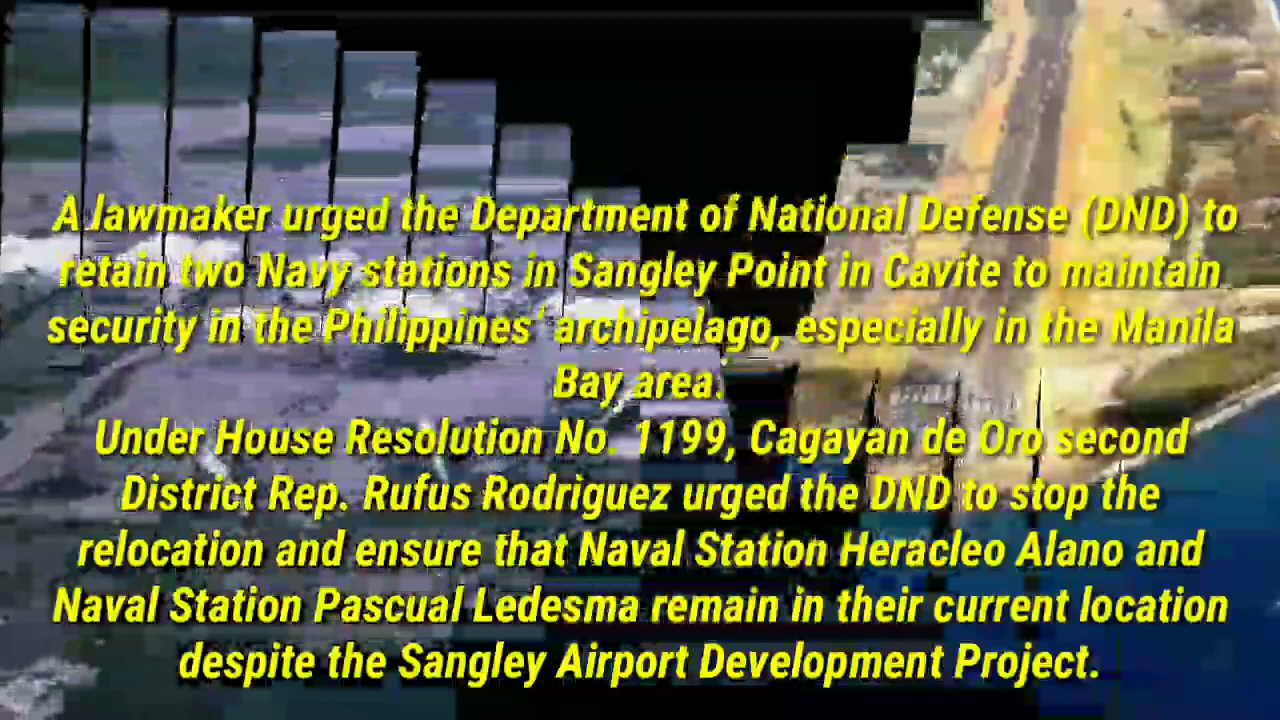 A lawmaker urged the Department of National Defense (DND) to
retain two Navy stations in Sangley Point in Cavite to maintain
security in the Philippines’ archipelago, especially in the Manila
Bay area.
Under House Resolution No. 1199, Cagayan de Oro second
District Rep. Rufus Rodriguez urged the DND to stop the
relocation and ensure that Naval Station Heracleo Alano and
Naval Station Pascual Ledesma remain in their current location
despite the Sangley Airport Development Project.